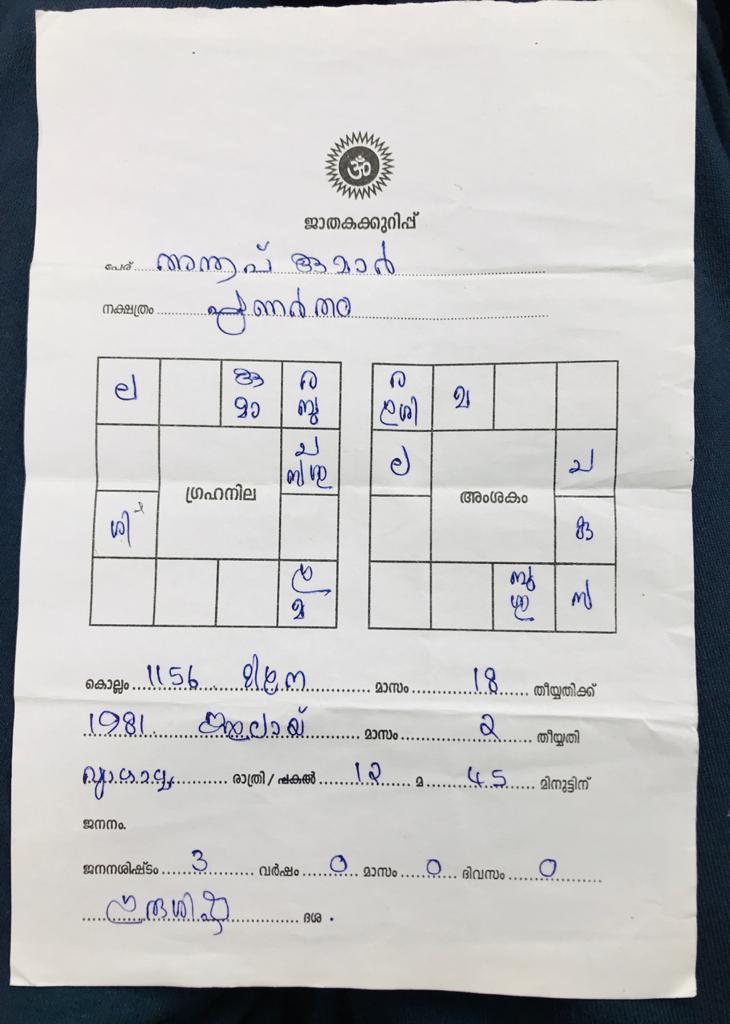 ॐ
ജാതകക്കുറിപ്പ്
പേര് അനൂപ് കുമാർ
നക്ഷത്രം പുണർതം
ല കു മാ ര ബു
ച
ഗ്രഹനില
ശി
മ
ര ശി
ല ച
അംശകം
കു
ബു ശു
കൊല്ലം 1156 മിഥുന മാസം 18 തീയ്യതിക്ക്
1981 ജൂലായ് മാസം 2 തീയ്യതി
വ്യാഴാഴ്ച രാത്രി / പകൽ 12 മ 45 മിനുട്ടിന്
ജനനം.
ജനനശിഷ്ടം 3 വർഷം 0 മാസം 0 ദിവസം 0
ഗുരുശിഷ്ട ദശ.